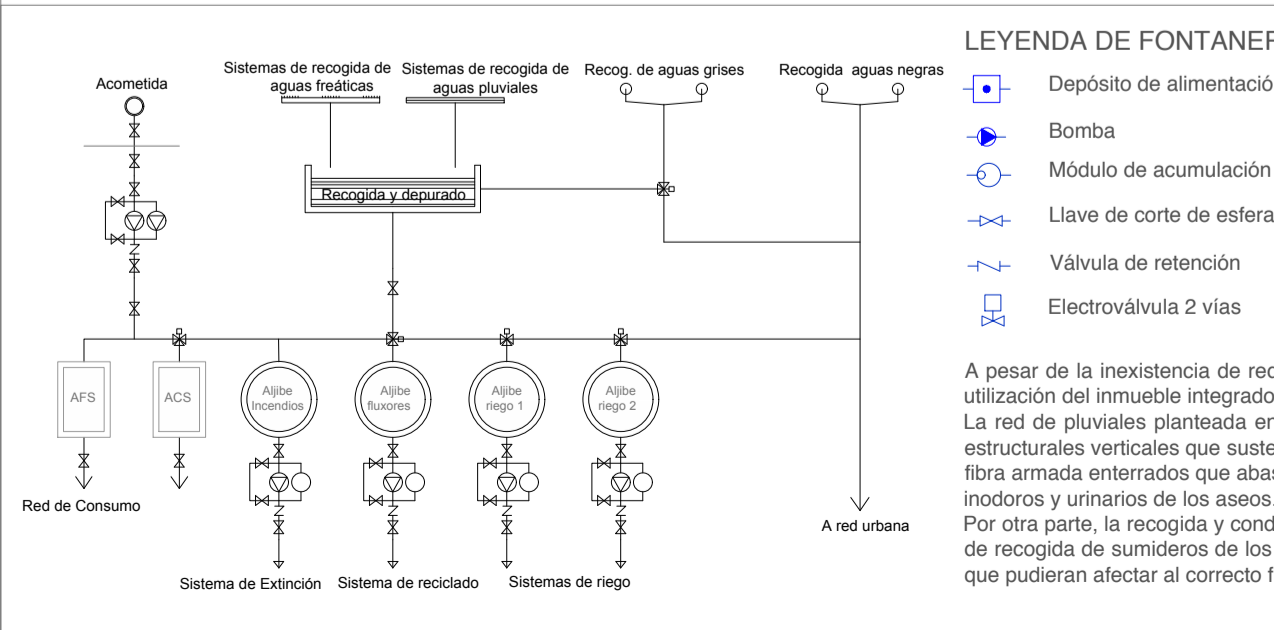 Acometida
Sistemas de recogida de
aguas freáticas
Sistemas de recogida de
aguas pluviales
Recog. de aguas grises
Recogida aguas negras
Recogida y depurado
AFS
ACS
Aljibe
Incendios
Aljibe
fluxores
Aljibe
riego 1
Aljibe
riego 2
Red de Consumo
Sistema de Extinción
Sistema de reciclado
Sistemas de riego
A red urbana
LEYENDA DE FONTANER
Depósito de alimentació
Bomba
Módulo de acumulación
Llave de corte de esfera
Válvula de retención
Electroválvula 2 vías
A pesar de la inexistencia de red
utilización del inmueble integrado
La red de pluviales planteada en
estructurales verticales que suste
fibra armada enterrados que abas
inodoros y urinarios de los aseos.
Por otra parte, la recogida y cond
de recogida de sumideros de los
que pudieran afectar al correcto f